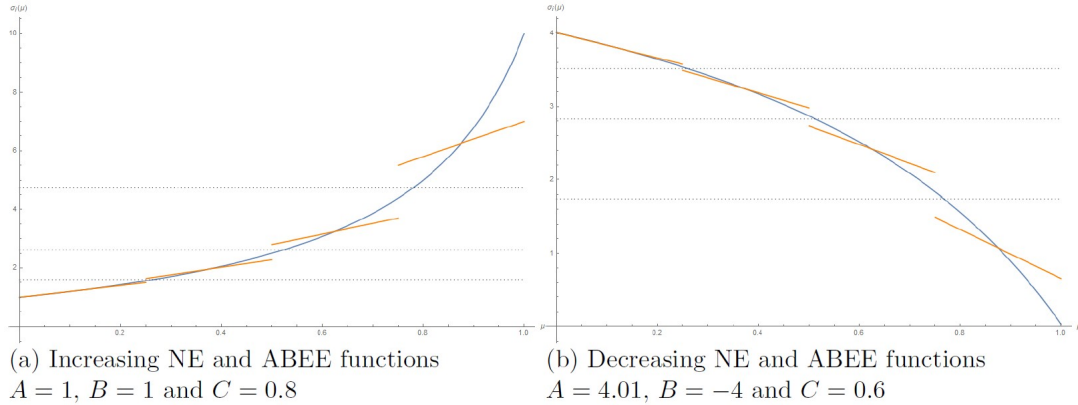 σᵢ(μ)
10
8
6
4
2
0.2
0.4
0.6
0.8
1.0
μ
(a) Increasing NE and ABEE functions
A = 1, B = 1 and C = 0.8
σᵢ(μ)
4
3
2
1
0.2
0.4
0.6
0.8
1.0
(b) Decreasing NE and ABEE functions
A = 4.01, B = −4 and C = 0.6